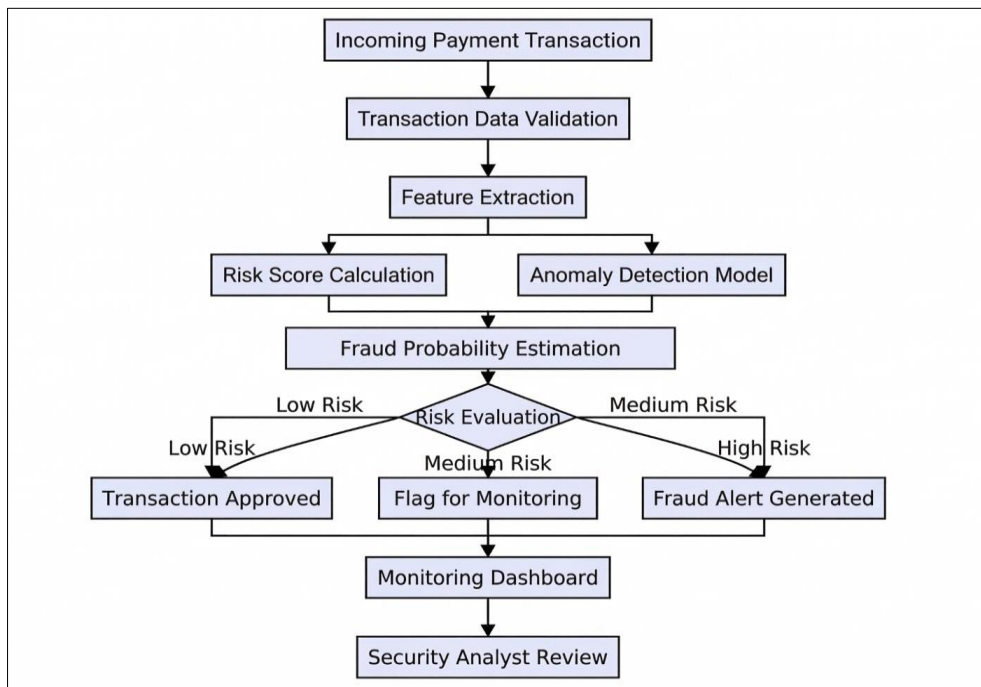 Incoming Payment Transaction
Transaction Data Validation
Feature Extraction
Risk Score Calculation
Anomaly Detection Model
Fraud Probability Estimation
Low Risk
Risk Evaluation
Medium Risk
Low Risk
Medium Risk
High Risk
Transaction Approved
Flag for Monitoring
Fraud Alert Generated
Monitoring Dashboard
Security Analyst Review